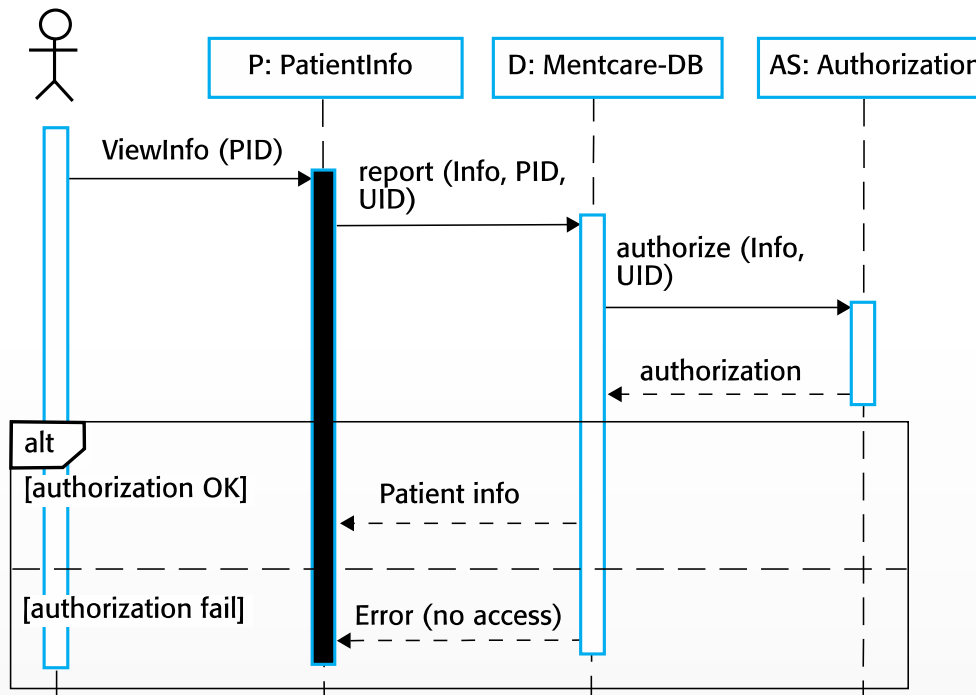 P: PatientInfo
D: Mentcare-DB
AS: Authorization
ViewInfo (PID)
report (Info, PID,
UID)
authorize (Info,
UID)
authorization
alt
[authorization OK]
Patient info
[authorization fail]
Error (no access)